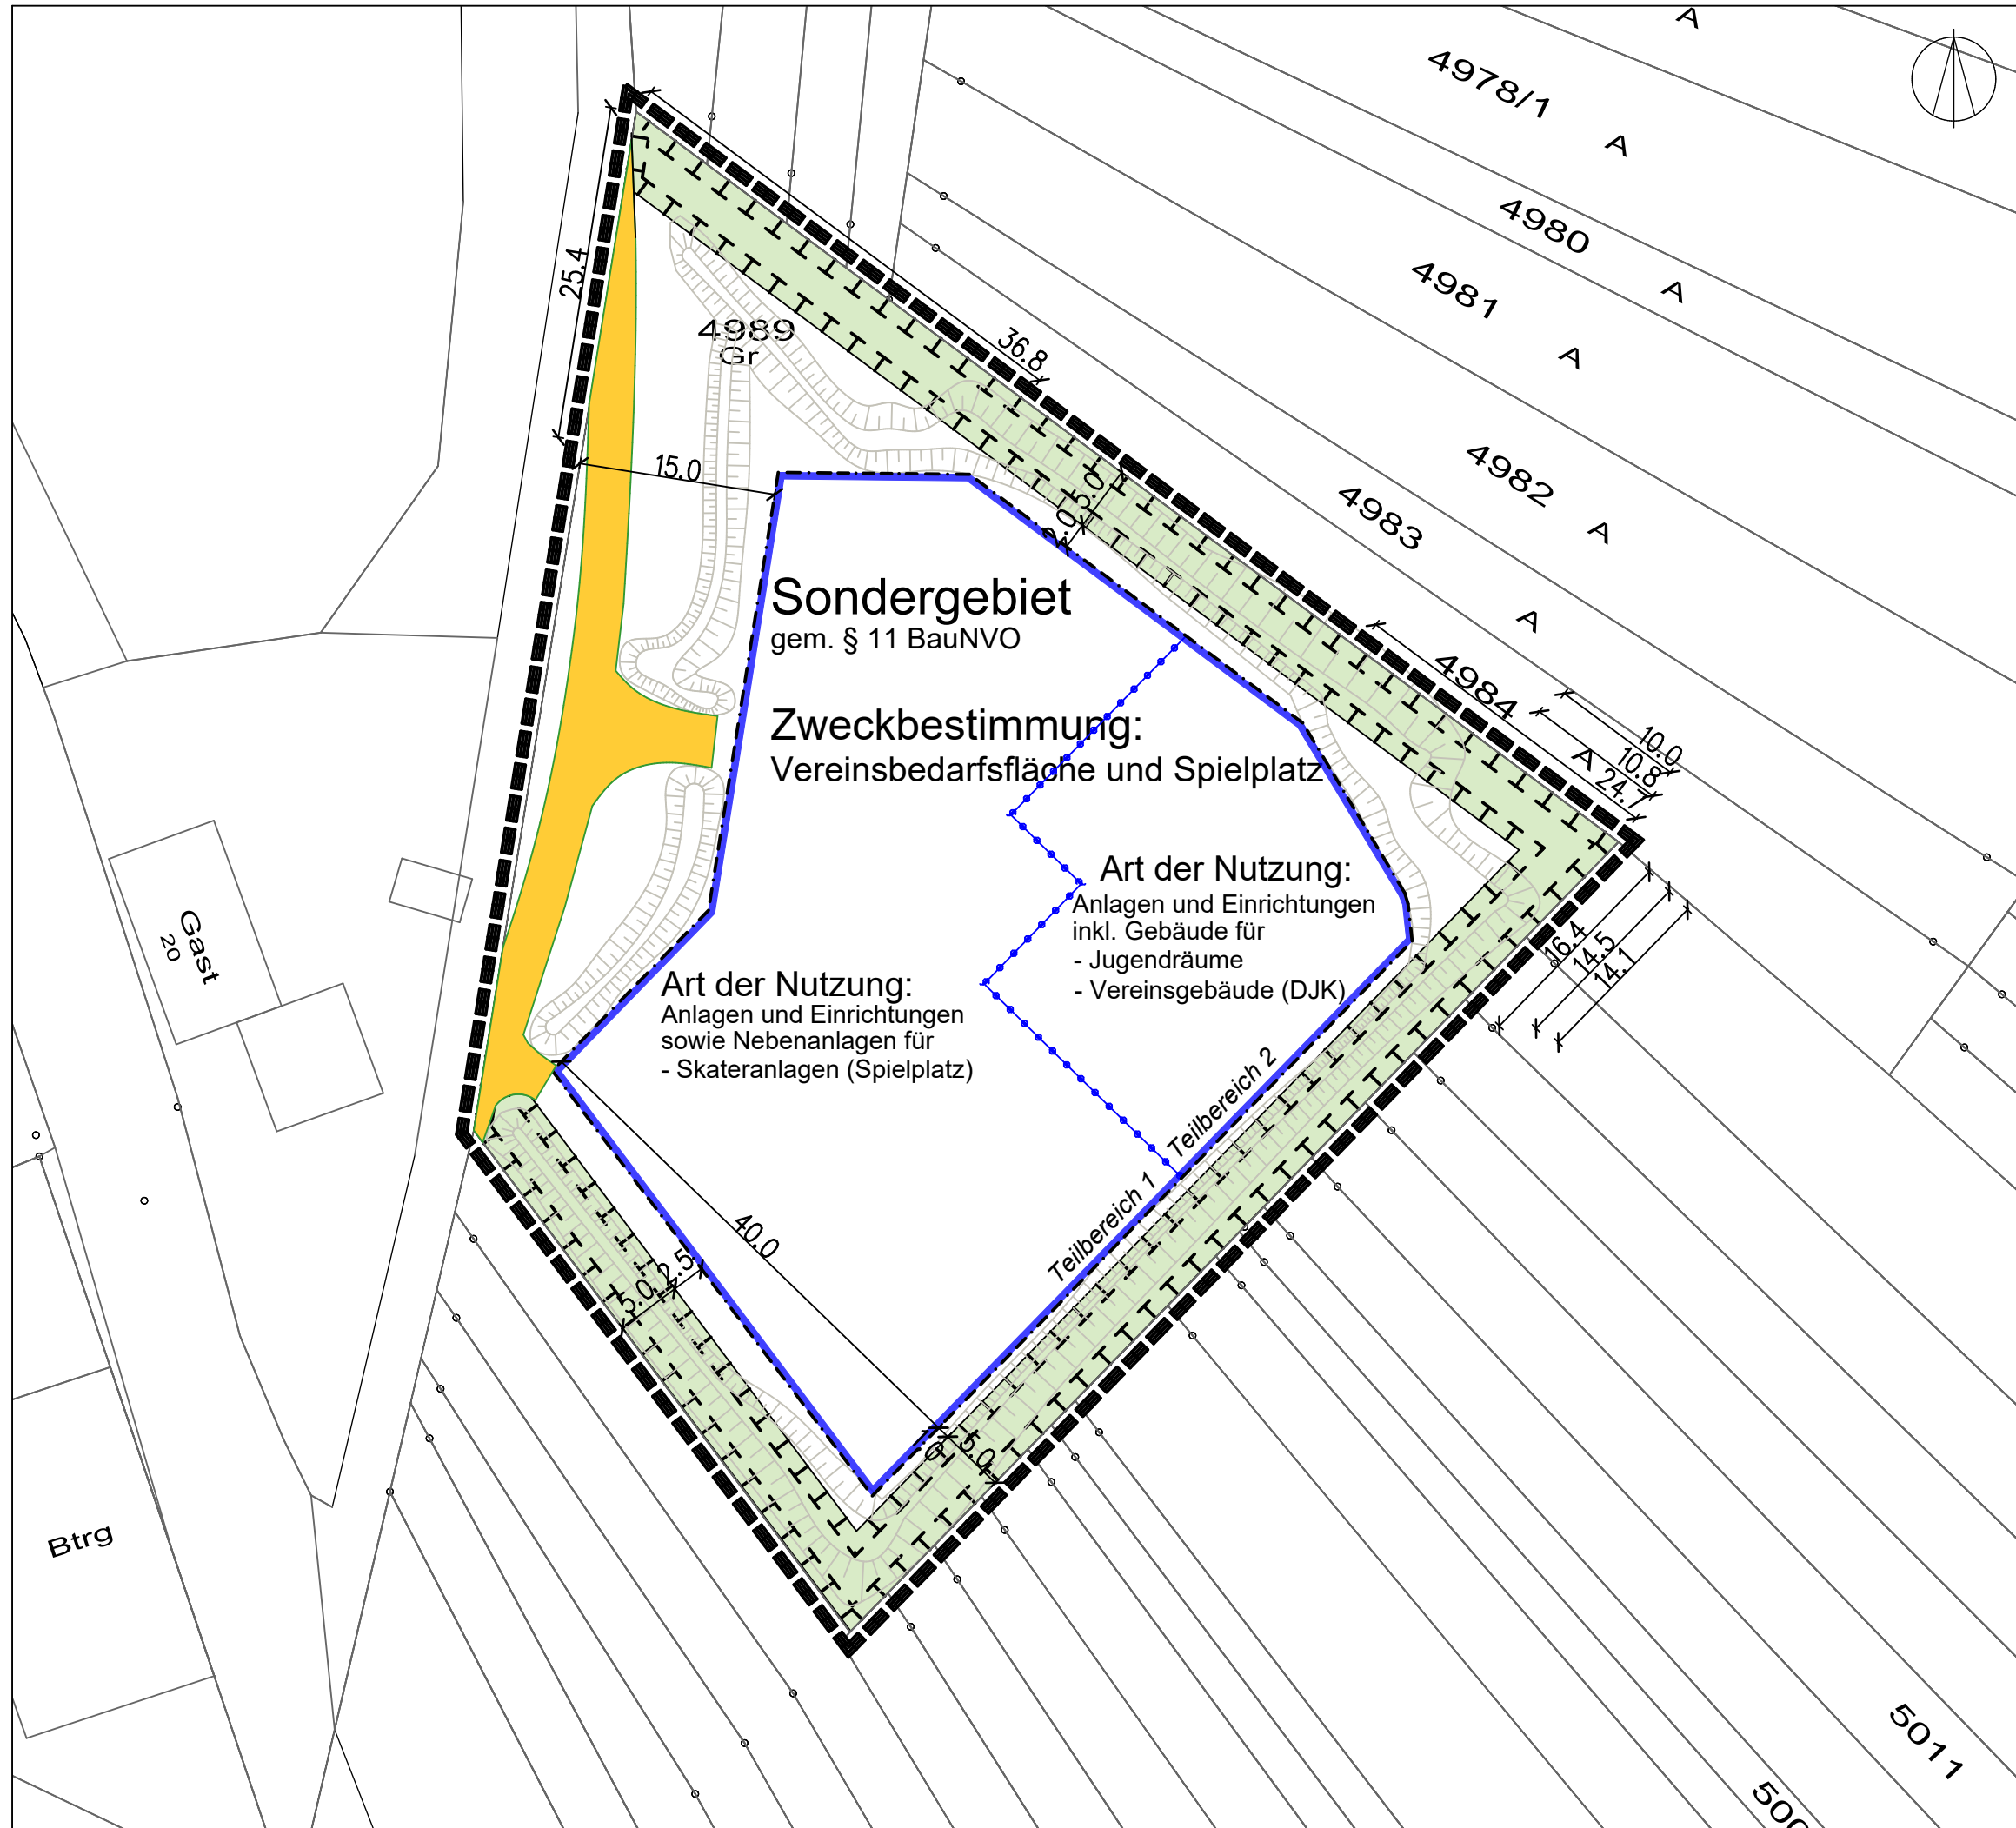 A
4978/1
A
4980
A
4981
A
4982
A
4983
A
4984
A
25.4
36.8
4989
Gr
15.0
5.0
2.0
Sondergebiet
gem. § 11 BauNVO
Zweckbestimmung:
Vereinsbedarfsfläche und Spielplatz
10.0
10.8
24.7
Art der Nutzung:
Anlagen und Einrichtungen
inkl. Gebäude für
- Jugendräume
- Vereinsgebäude (DJK)
16.4
14.5
14.1
Gast
20
Art der Nutzung:
Anlagen und Einrichtungen
sowie Nebenanlagen für
- Skateranlagen (Spielplatz)
Teilbereich 2
Teilbereich 1
40.0
5.0
2.5
5.0
Btrg
5011